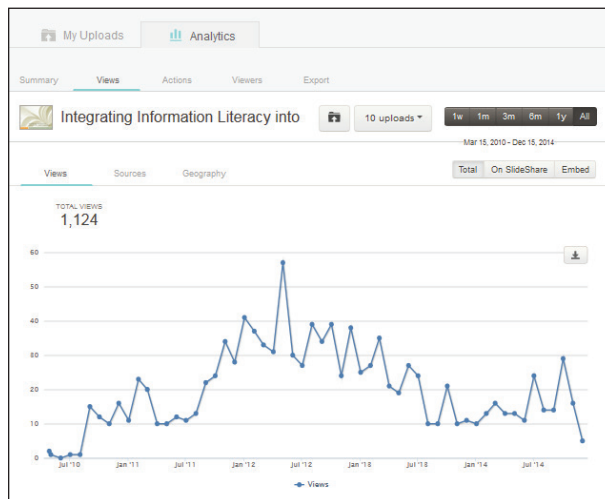 My Uploads Analytics
Summary Views Actions Viewers Export
Integrating Information Literacy into 10 uploads 1w 1m 3m 6m 1y All
Mar 15, 2010 - Dec 15, 2014
Views Sources Geography Total On SlideShare Embed
TOTAL VIEWS
1,124
60
50
40
30
20
10
0
Jul '10 Jan '11 Jul '11 Jan '12 Jul '12 Jan '13 Jul '13 Jan '14 Jul '14
Views